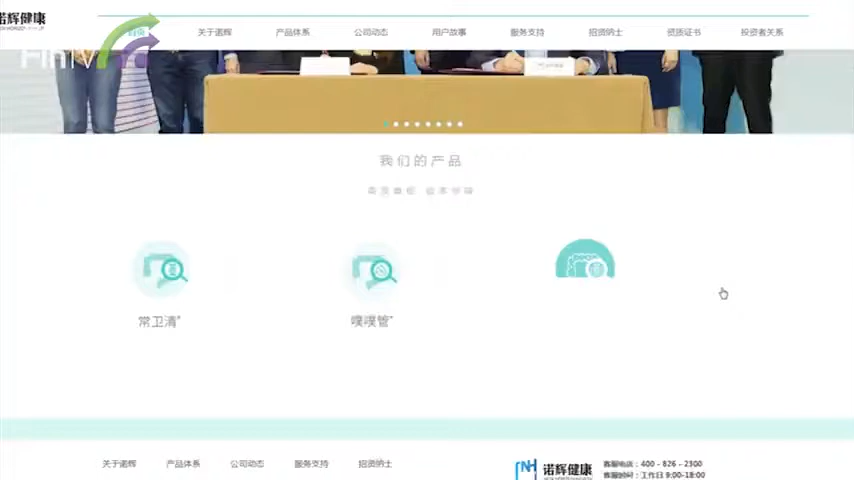 诺辉健康
首页 关于诺辉 产品体系 公司动态 用户故事 服务支持 招贤纳士 资质证书 投资者关系
我们的产品
常卫清® 噗噗管®
关于诺辉 产品体系 公司动态 服务支持 招贤纳士
诺辉健康
客服电话：400-826-2300
客服时间：工作日 9:00-18:00